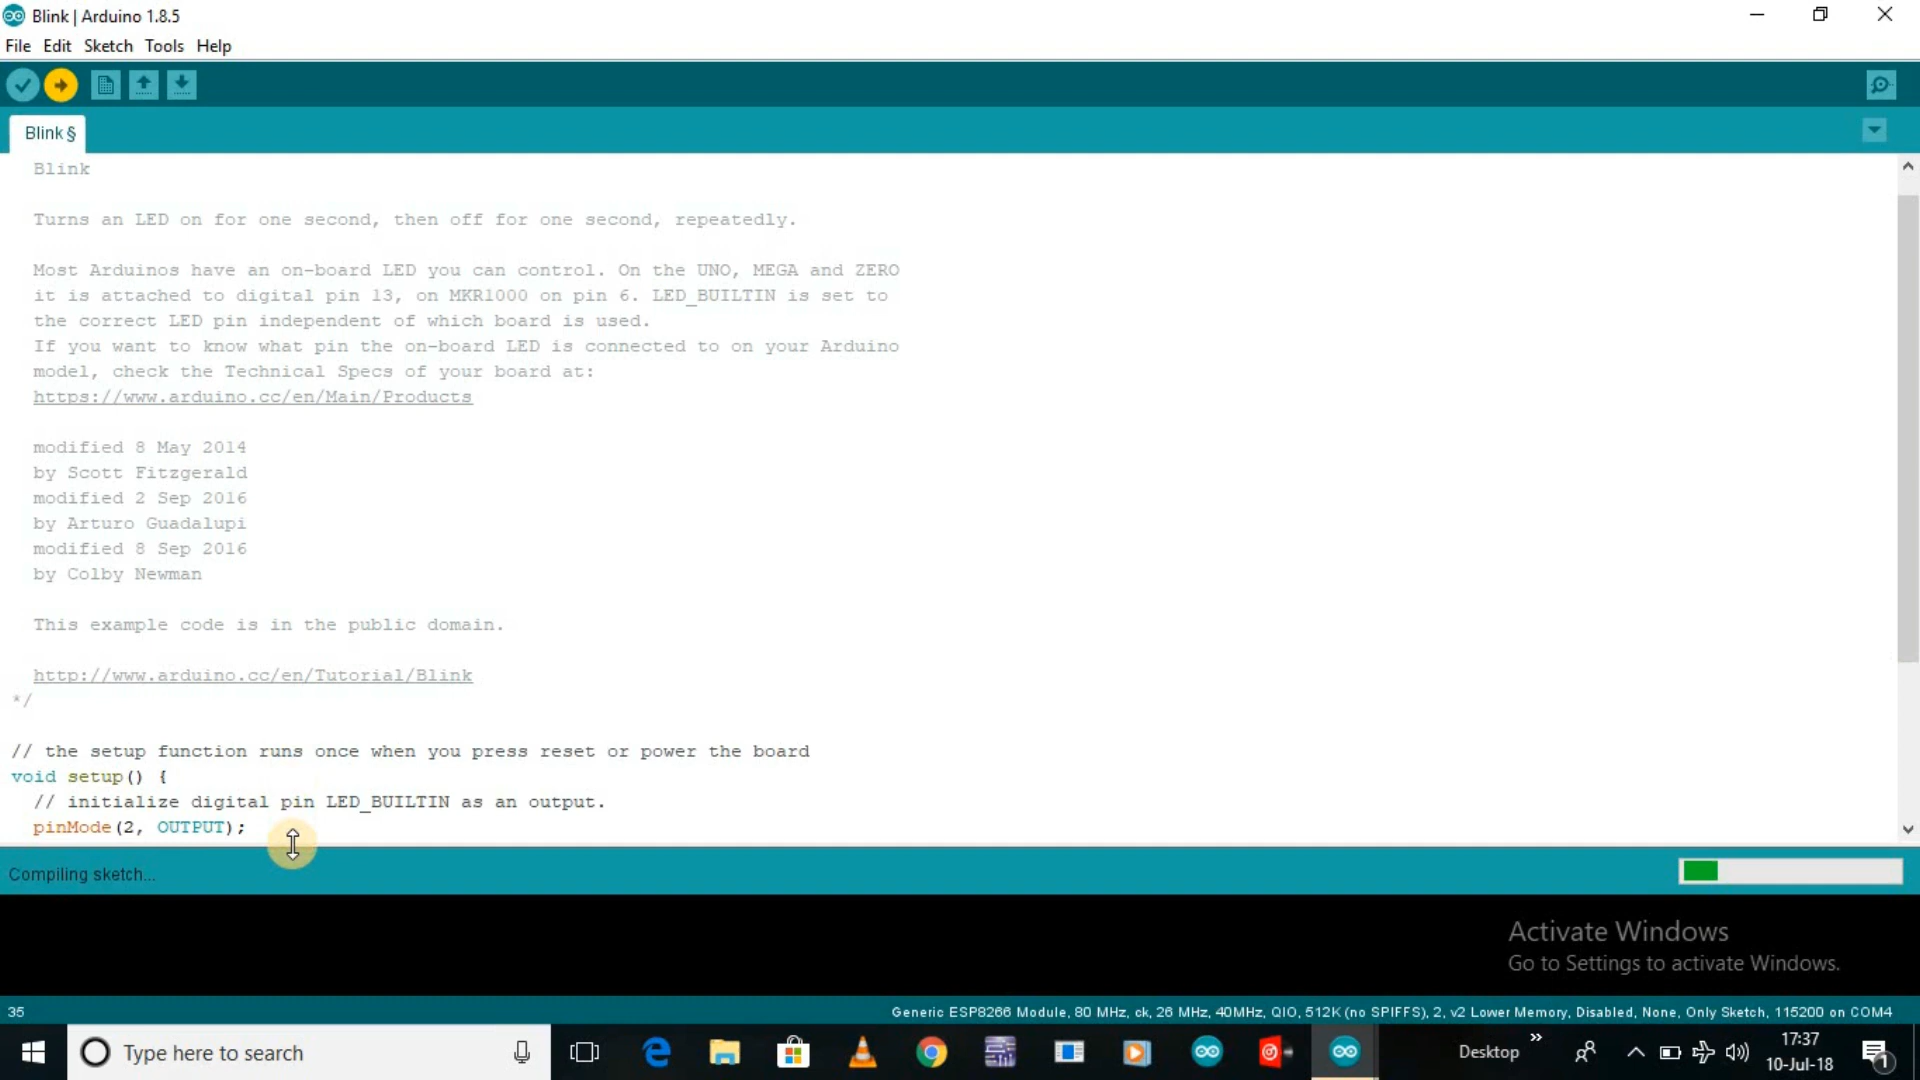 Blink | Arduino 1.8.5
File Edit Sketch Tools Help
Blink §
Blink
Turns an LED on for one second, then off for one second, repeatedly.
Most Arduinos have an on-board LED you can control. On the UNO, MEGA and ZERO
it is attached to digital pin 13, on MKR1000 on pin 6. LED_BUILTIN is set to
the correct LED pin independent of which board is used.
If you want to know what pin the on-board LED is connected to on your Arduino
model, check the Technical Specs of your board at:
https://www.arduino.cc/en/Main/Products
modified 8 May 2014
by Scott Fitzgerald
modified 2 Sep 2016
by Arturo Guadalupi
modified 8 Sep 2016
by Colby Newman
This example code is in the public domain.
http://www.arduino.cc/en/Tutorial/Blink
*/
// the setup function runs once when you press reset or power the board
void setup() {
// initialize digital pin LED_BUILTIN as an output.
pinMode(2, OUTPUT);
Compiling sketch...
Activate Windows
Go to Settings to activate Windows.
35
Generic ESP8266 Module, 80 MHz, ck, 26 MHz, 40MHz, QIO, 512K (no SPIFFS), 2, v2 Lower Memory, Disabled, None, Only Sketch, 115200 on COM4
Type here to search
Desktop
17:37
10-Jul-18
1